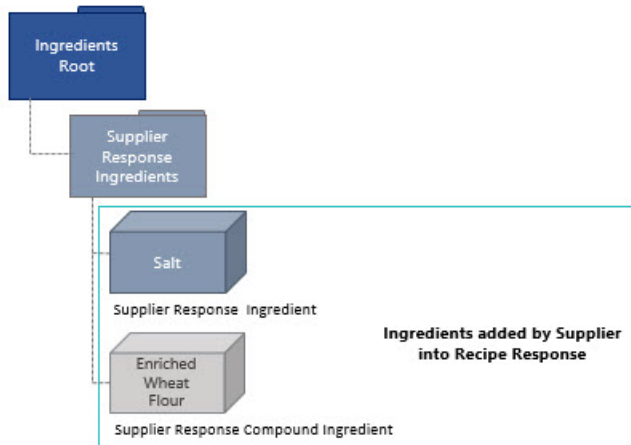 Ingredients
Root
Supplier
Response
Ingredients
Salt
Supplier Response Ingredient
Ingredients added by Supplier
into Recipe Response
Enriched
Wheat
Flour
Supplier Response Compound Ingredient